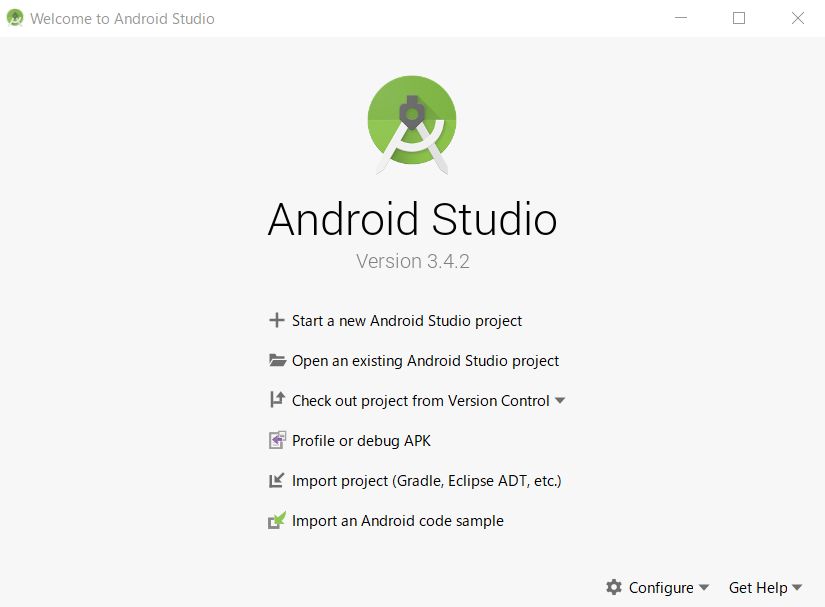 Welcome to Android Studio
Android Studio
Version 3.4.2
Start a new Android Studio project
Open an existing Android Studio project
Check out project from Version Control
Profile or debug APK
Import project (Gradle, Eclipse ADT, etc.)
Import an Android code sample
Configure Get Help